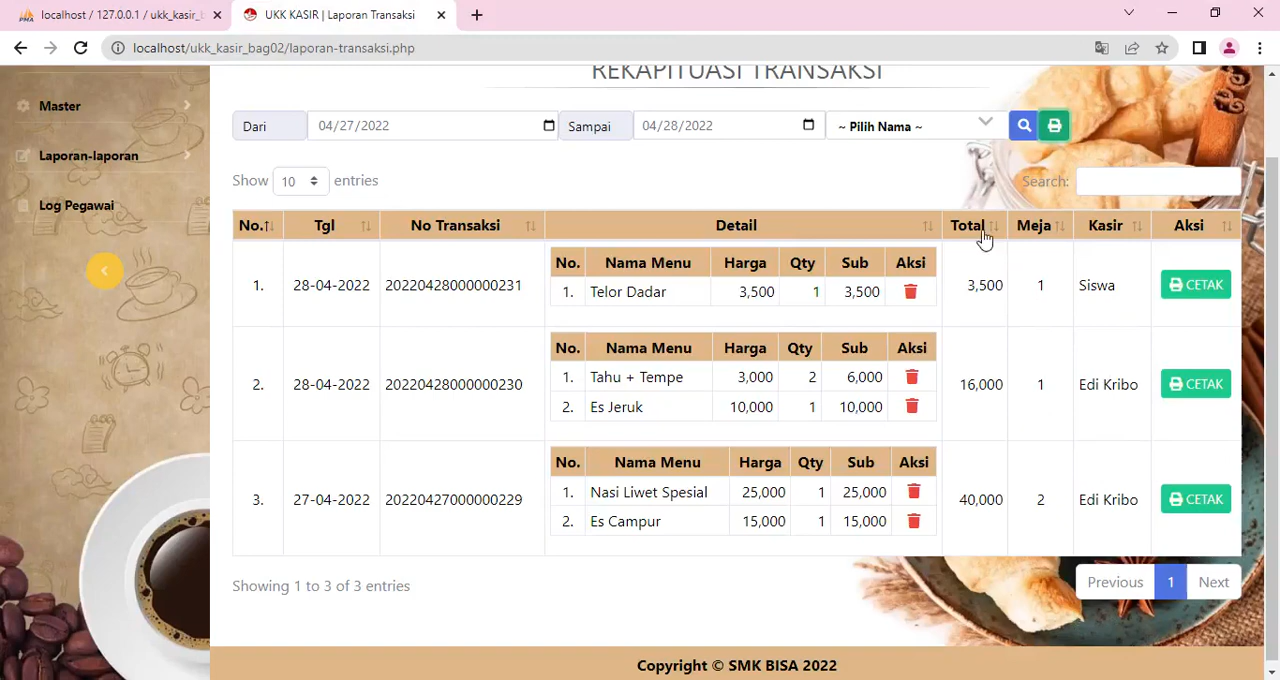 localhost / 127.0.0.1 / ukk_kasir_b
UKK KASIR | Laporan Transaksi
localhost/ukk_kasir_bag02/laporan-transaksi.php
REKAPITUASI TRANSAKSI
Master
Laporan-laporan
Log Pegawai
Dari 04/27/2022 Sampai 04/28/2022 ~ Pilih Nama ~
Show 10 entries Search:
No. Tgl No Transaksi Detail Total Meja Kasir Aksi
No. Nama Menu Harga Qty Sub Aksi
1. 28-04-2022 20220428000000231 1. Telor Dadar 3,500 1 3,500 3,500 1 Siswa CETAK
No. Nama Menu Harga Qty Sub Aksi
1. Tahu + Tempe 3,000 2 6,000
2. 28-04-2022 20220428000000230 16,000 1 Edi Kribo CETAK
2. Es Jeruk 10,000 1 10,000
No. Nama Menu Harga Qty Sub Aksi
1. Nasi Liwet Spesial 25,000 1 25,000
3. 27-04-2022 20220427000000229 40,000 2 Edi Kribo CETAK
2. Es Campur 15,000 1 15,000
Showing 1 to 3 of 3 entries Previous 1 Next
Copyright © SMK BISA 2022